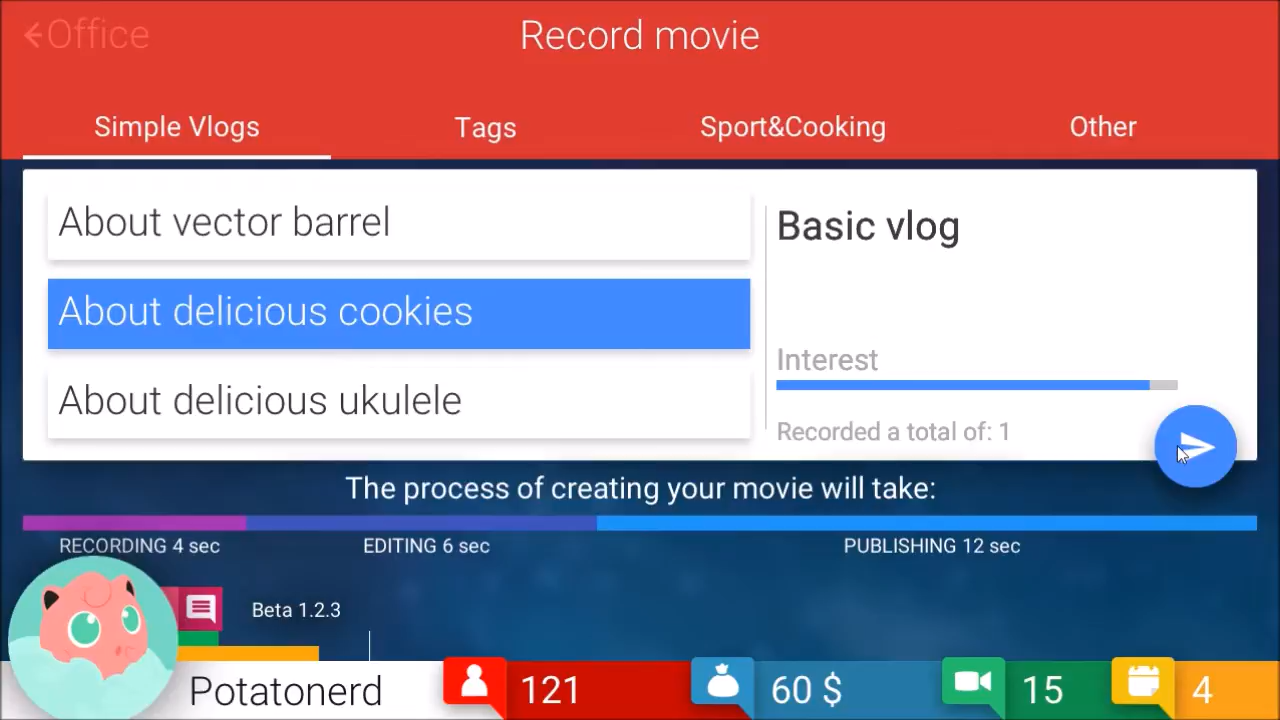 Office
Record movie
Simple Vlogs
Tags
Sport&Cooking
Other
About vector barrel
About delicious cookies
About delicious ukulele
Basic vlog
Interest
Recorded a total of: 1
The process of creating your movie will take:
RECORDING 4 sec
EDITING 6 sec
PUBLISHING 12 sec
Beta 1.2.3
Potatonerd
121
60 $
15
4